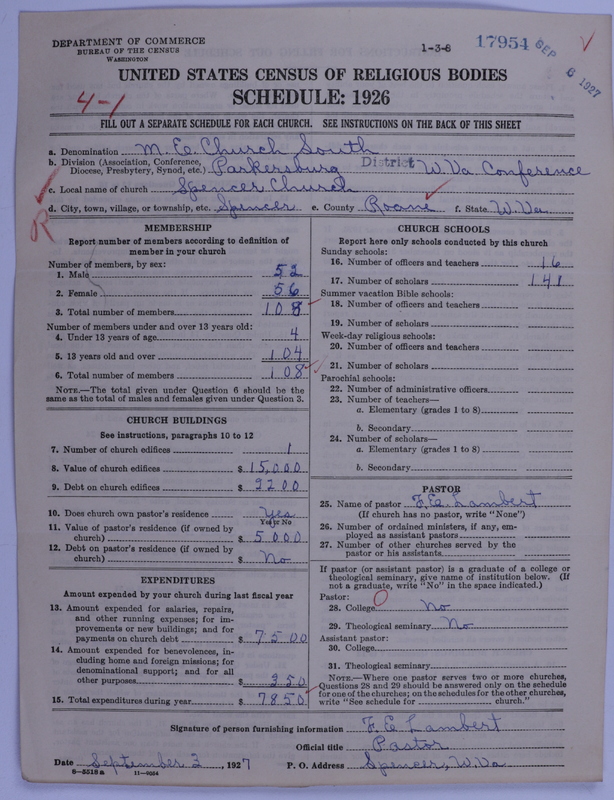 DEPARTMENT OF COMMERCE
BUREAU OF THE CENSUS
WASHINGTON
1-3-8
17954 SEP 6 1927
UNITED STATES CENSUS OF RELIGIOUS BODIES
4-1
SCHEDULE: 1926
FILL OUT A SEPARATE SCHEDULE FOR EACH CHURCH. SEE INSTRUCTIONS ON THE BACK OF THIS SHEET
a. Denomination M. E. Church South
b. Division (Association, Conference, Diocese, Presbytery, Synod, etc.) Parkersburg District W. Va Conference
c. Local name of church Spencer Church
d. City, town, village, or township, etc. Spencer e. County Roane f. State W. Va
R
MEMBERSHIP
Report number of members according to definition of member in your church
Number of members, by sex:
1. Male 52
2. Female 56
3. Total number of members 108
Number of members under and over 13 years old:
4. Under 13 years of age 4
5. 13 years old and over 104
6. Total number of members 108
NOTE.—The total given under Question 6 should be the same as the total of males and females given under Question 3.
CHURCH BUILDINGS
See instructions, paragraphs 10 to 12
7. Number of church edifices 1
8. Value of church edifices $15,000
9. Debt on church edifices $2200
10. Does church own pastor's residence Yes
Yes or No
11. Value of pastor's residence (if owned by church) $5000
12. Debt on pastor's residence (if owned by church) $ No
EXPENDITURES
Amount expended by your church during last fiscal year
13. Amount expended for salaries, repairs, and other running expenses; for improvements or new buildings; and for payments on church debt $7500
14. Amount expended for benevolences, including home and foreign missions; for denominational support; and for all other purposes $350
15. Total expenditures during year $7850
CHURCH SCHOOLS
Report here only schools conducted by this church
Sunday schools:
16. Number of officers and teachers 16
17. Number of scholars 141
Summer vacation Bible schools:
18. Number of officers and teachers
19. Number of scholars
Week-day religious schools:
20. Number of officers and teachers
21. Number of scholars
Parochial schools:
22. Number of administrative officers
23. Number of teachers—
a. Elementary (grades 1 to 8)
b. Secondary
24. Number of scholars—
a. Elementary (grades 1 to 8)
b. Secondary
PASTOR
25. Name of pastor F. E. Lambert
(If church has no pastor, write "None")
26. Number of ordained ministers, if any, employed as assistant pastors
27. Number of other churches served by the pastor or his assistants
If pastor (or assistant pastor) is a graduate of a college or theological seminary, give name of institution below. (If not a graduate, write "No" in the space indicated.)
Pastor: 0
28. College No
29. Theological seminary No
Assistant pastor:
30. College
31. Theological seminary
NOTE.—Where one pastor serves two or more churches, Questions 28 and 29 should be answered only on the schedule for one of the churches; on the schedules for the other churches, write "See schedule for church."
Signature of person furnishing information F. E. Lambert
Official title Pastor
Date September 2, 1927 P. O. Address Spencer, W. Va
8-5518a 11-9054